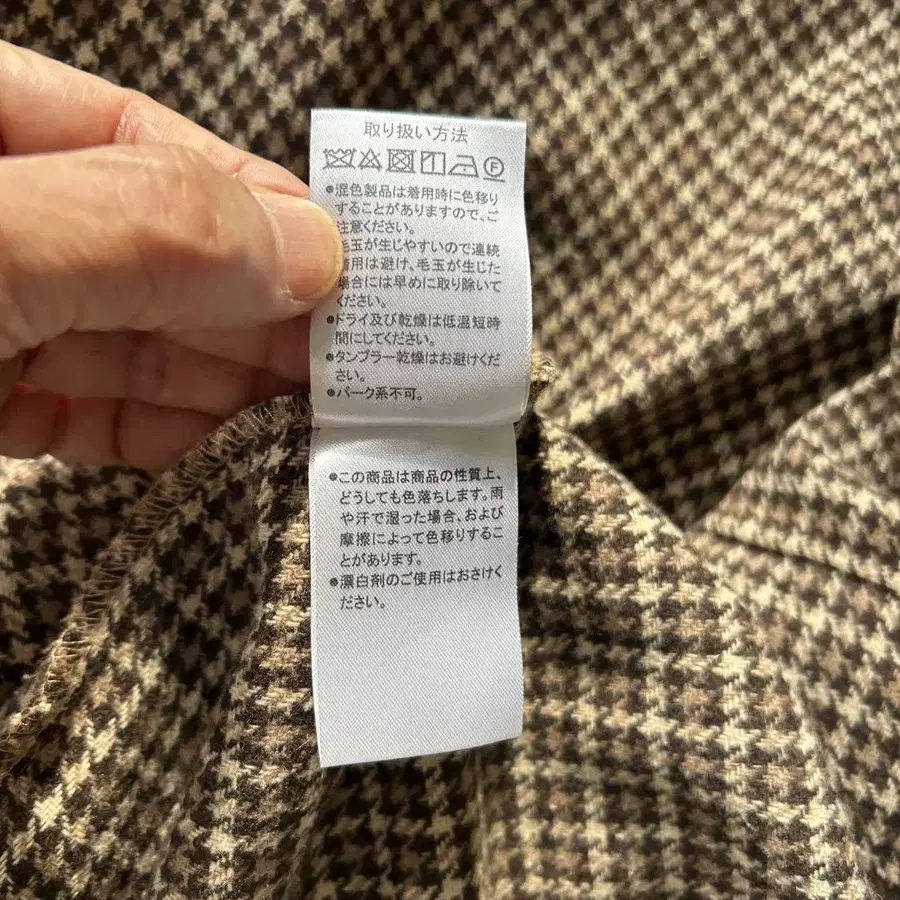 取り扱い方法
F
●混色製品は着用時に色移り
することがありますので、ご
注意ください。
毛玉が生じやすいので連続
着用は避け、毛玉が生じた
場合には早めに取り除いて
ください。
●ドライ及び乾燥は低温短時
間にしてください。
●タンブラー乾燥はお避けくだ
さい。
●パーク系不可。
●この商品は商品の性質上、
どうしても色落ちします。雨
や汗で湿った場合、および
摩擦によって色移りするこ
とがあります。
●漂白剤のご使用はおさけく
ださい。